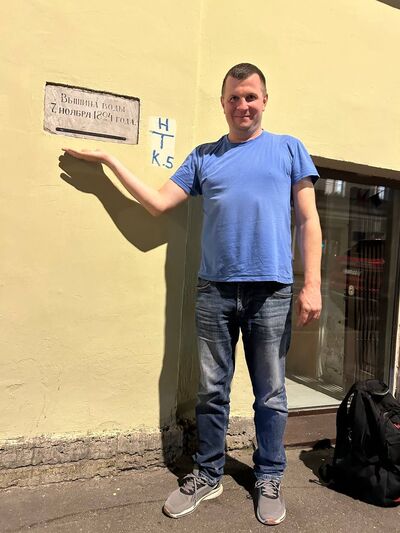 Вышина воды
7. ноября 1824 года.
Н
Т
К.5